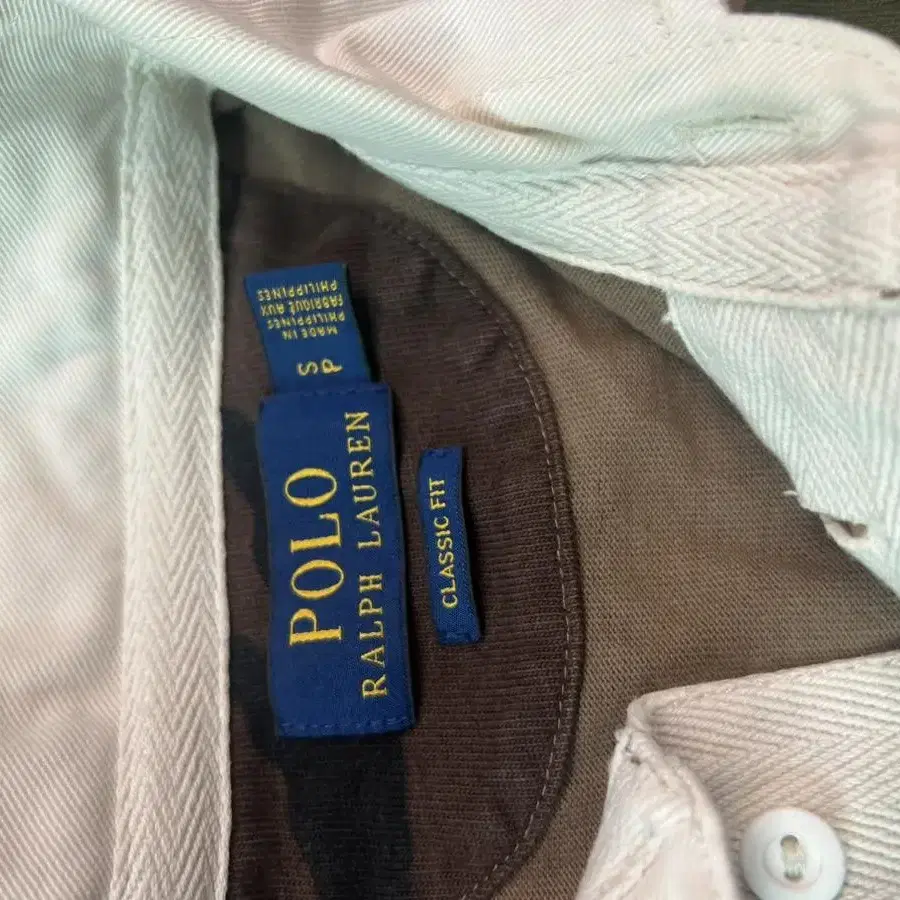 POLO
RALPH LAUREN
CLASSIC FIT
S
P
MADE IN
PHILIPPINES
FABRIQUÉ AUX
PHILIPPINES